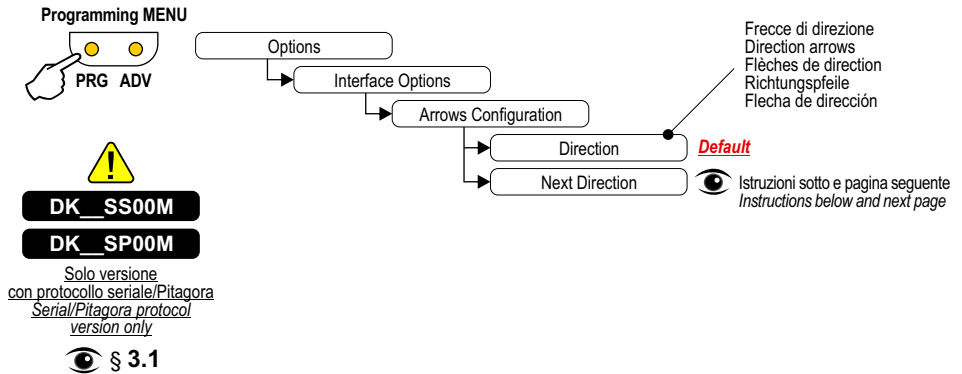 Programming MENU
PRG ADV
Options
Interface Options
Arrows Configuration
Direction
Next Direction
Frecce di direzione
Direction arrows
Flèches de direction
Richtungspfeile
Flecha de dirección
Default
Istruzioni sotto e pagina seguente
Instructions below and next page
!
DK__SS00M
DK__SP00M
Solo versione
con protocollo seriale/Pitagora
Serial/Pitagora protocol
version only
§ 3.1